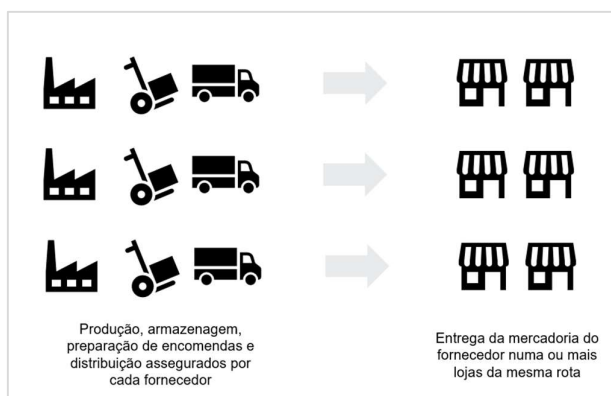 Produção, armazenagem,
preparação de encomendas e
distribuição assegurados por
cada fornecedor
Entrega da mercadoria do
fornecedor numa ou mais
lojas da mesma rota